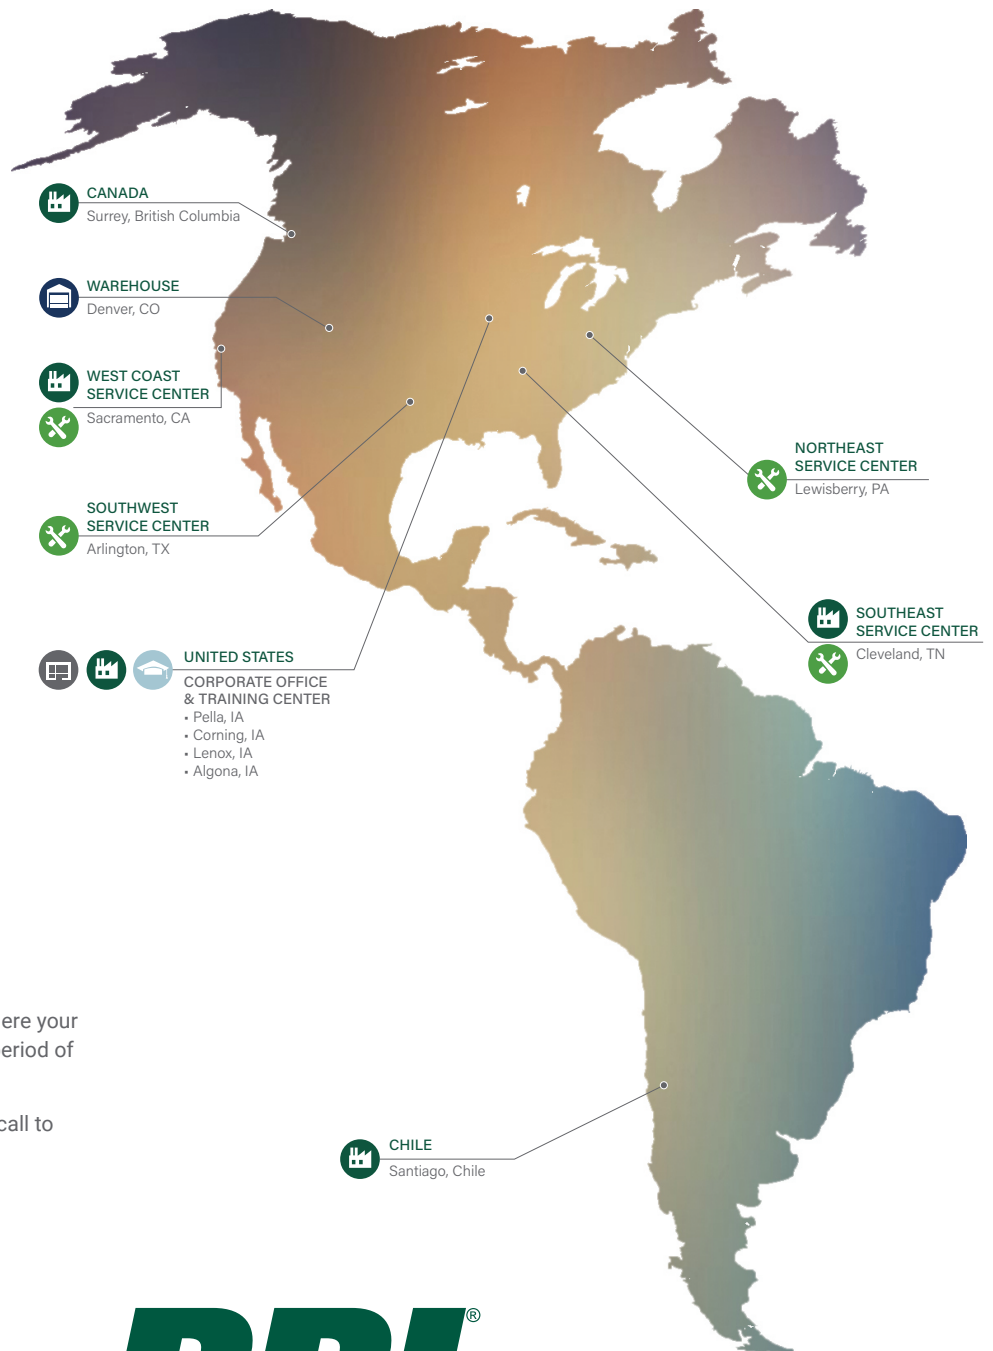 CANADA
Surrey, British Columbia
WAREHOUSE
Denver, CO
WEST COAST
SERVICE CENTER
Sacramento, CA
NORTHEAST
SERVICE CENTER
Lewisberry, PA
SOUTHWEST
SERVICE CENTER
Arlington, TX
SOUTHEAST
SERVICE CENTER
Cleveland, TN
UNITED STATES
CORPORATE OFFICE
& TRAINING CENTER
• Pella, IA
• Corning, IA
• Lenox, IA
• Algona, IA
your
of
call to
CHILE
Santiago, Chile
®